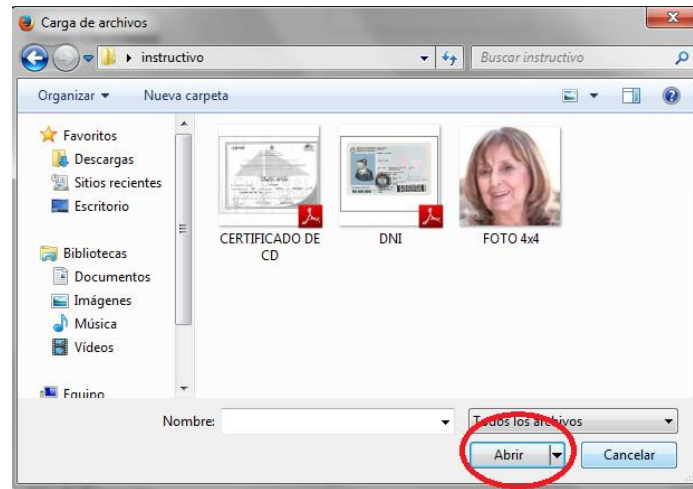 Carga de archivos
instructivo
Buscar instructivo
Organizar
Nueva carpeta
Favoritos
Descargas
Sitios recientes
Escritorio
Bibliotecas
Documentos
Imágenes
Música
Vídeos
Equipo
CERTIFICADO DE
CD
DNI
FOTO 4x4
Nombre:
Todos los archivos
Abrir
Cancelar